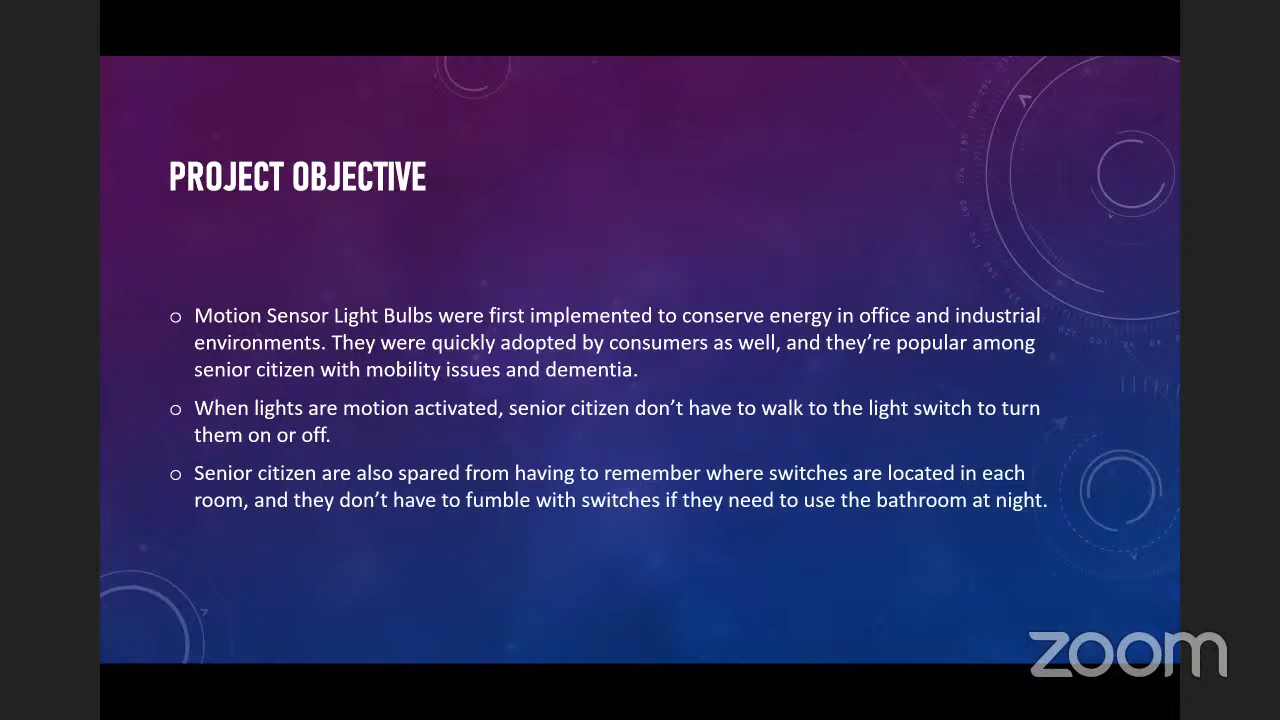 PROJECT OBJECTIVE
o Motion Sensor Light Bulbs were first implemented to conserve energy in office and industrial
environments. They were quickly adopted by consumers as well, and they’re popular among
senior citizen with mobility issues and dementia.
o When lights are motion activated, senior citizen don’t have to walk to the light switch to turn
them on or off.
o Senior citizen are also spared from having to remember where switches are located in each
room, and they don’t have to fumble with switches if they need to use the bathroom at night.
zoom